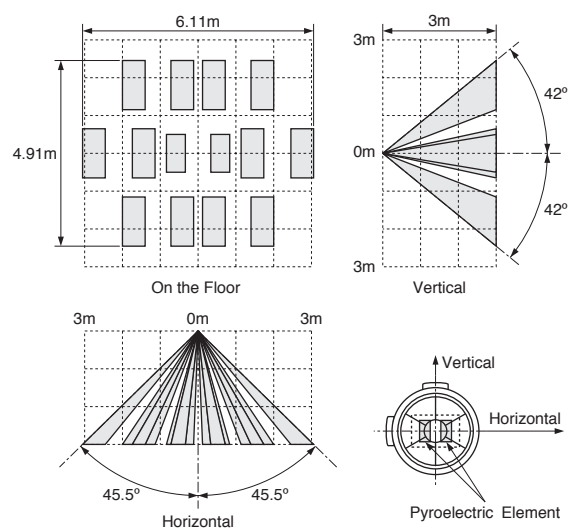 6.11m
4.91m
On the Floor
3m
3m
0m
3m
42º
42º
Vertical
3m
0m
3m
45.5º
45.5º
Horizontal
Vertical
Horizontal
Pyroelectric Element